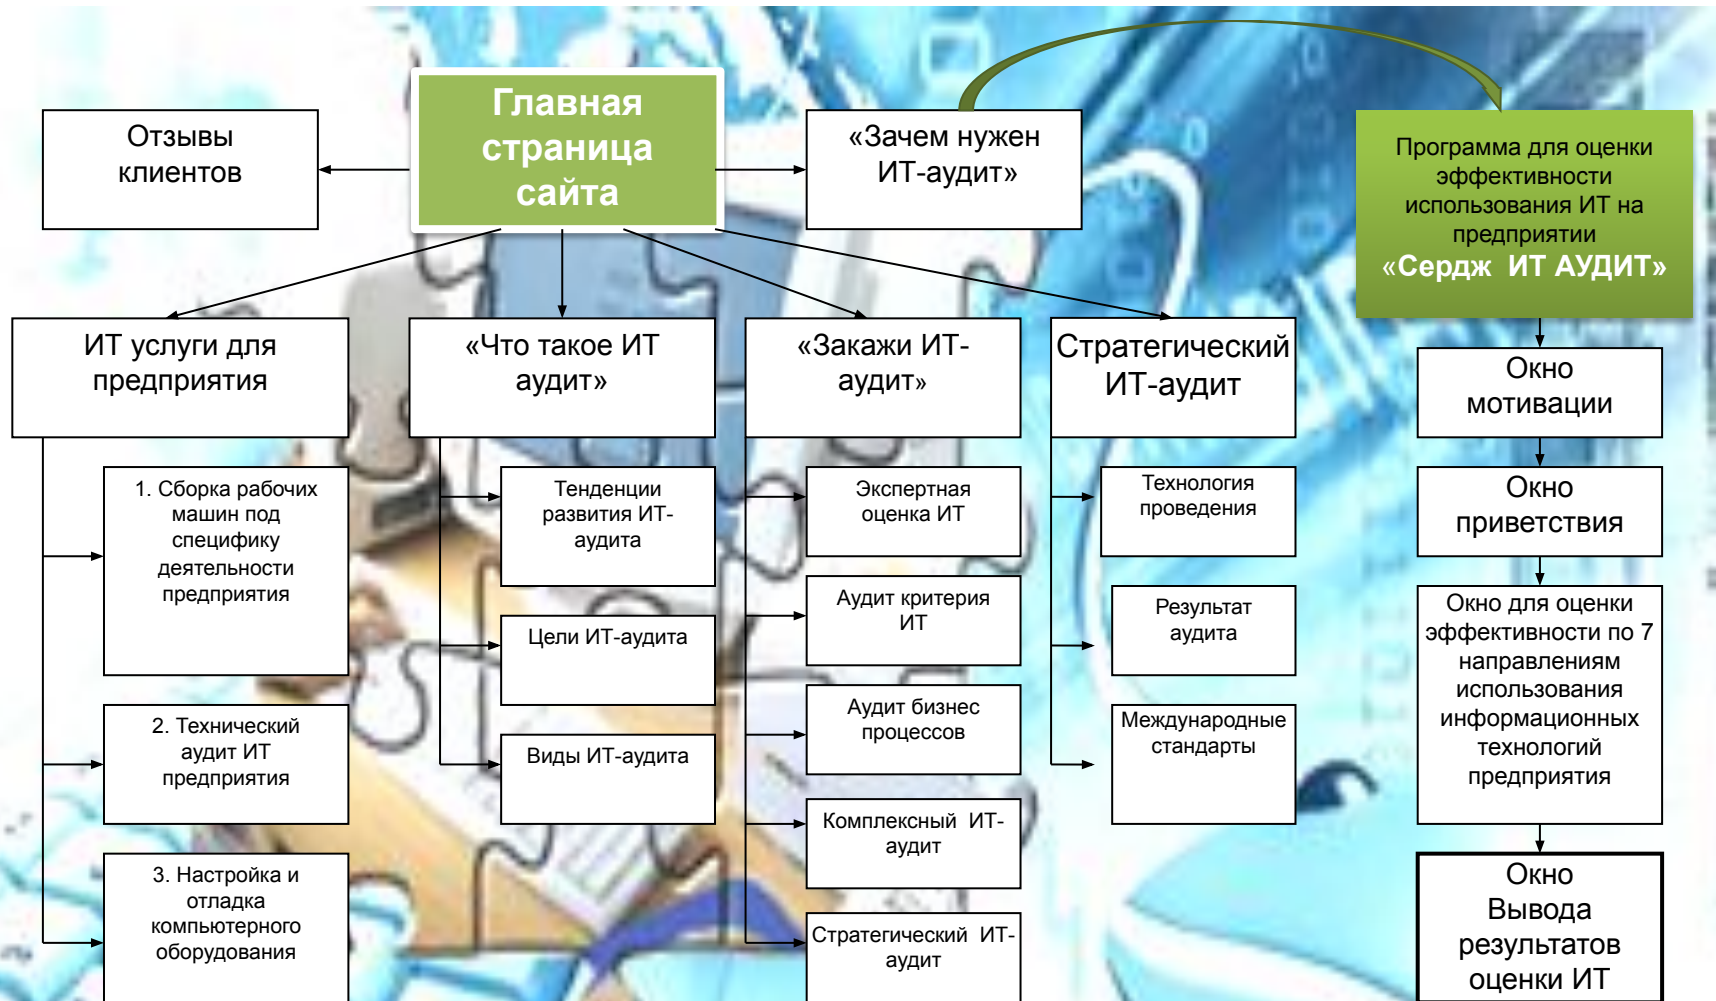 Отзывы
клиентов
Главная
страница
сайта
«Зачем нужен
ИТ-аудит»
Программа для оценки
эффективности
использования ИТ на
предприятии
«Сердж ИТ АУДИТ»
ИТ услуги для
предприятия
«Что такое ИТ
аудит»
«Закажи ИТ-
аудит»
Стратегический
ИТ-аудит
1. Сборка рабочих
машин под
специфику
деятельности
предприятия
2. Технический
аудит ИТ
предприятия
3. Настройка и
отладка
компьютерного
оборудования
Тенденции
развития ИТ-
аудита
Цели ИТ-аудита
Виды ИТ-аудита
Экспертная
оценка ИТ
Аудит критерия
ИТ
Аудит бизнес
процессов
Комплексный ИТ-
аудит
Стратегический ИТ-
аудит
Технология
проведения
Результат
аудита
Международные
стандарты
Окно
мотивации
Окно
приветствия
Окно для оценки
эффективности по 7
направлениям
использования
информационных
технологий
предприятия
Окно
Вывода
результатов
оценки ИТ